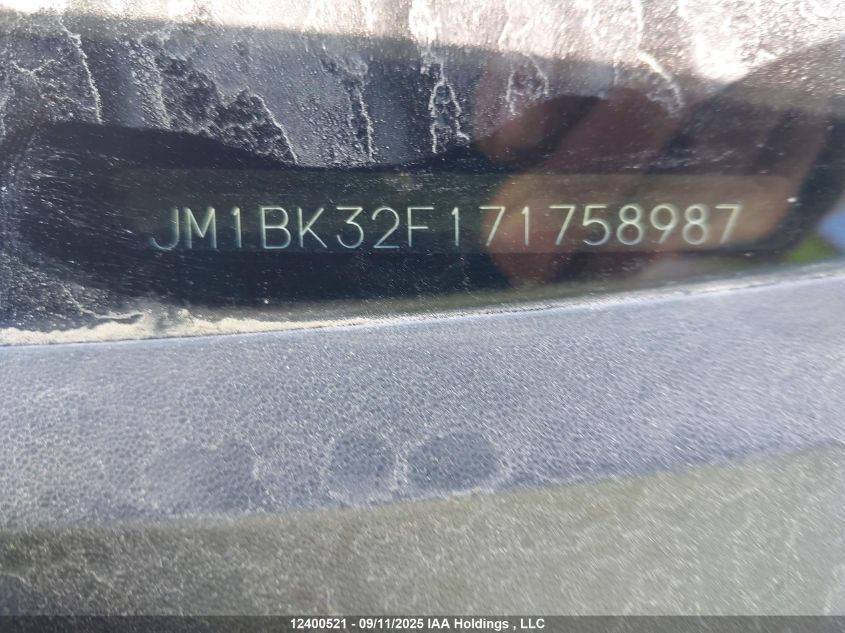 JM1BK32F171758987
12400521 - 09/11/2025 IAA Holdings , LLC